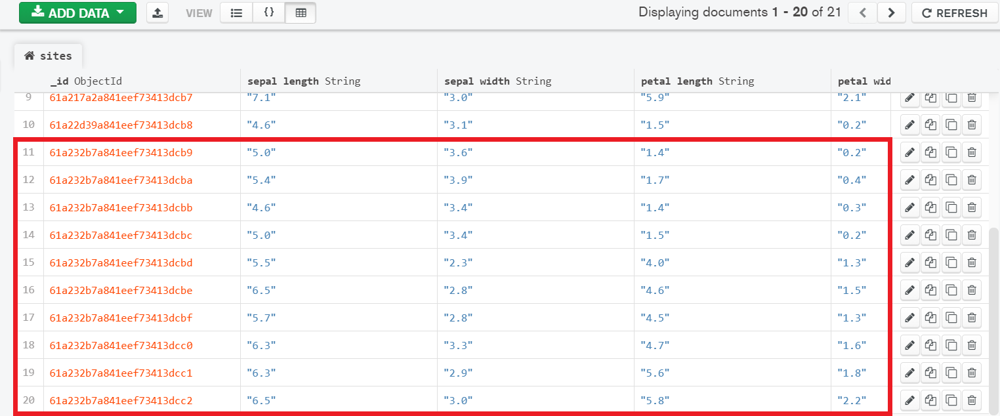 ADD DATA VIEW { } Displaying documents 1 - 20 of 21 REFRESH
sites
_id ObjectId sepal length String sepal width String petal length String petal wid
9 61a217a2a841eef73413dcb7 "7.1" "3.0" "5.9" "2.1"
10 61a22d39a841eef73413dcb8 "4.6" "3.1" "1.5" "0.2"
11 61a232b7a841eef73413dcb9 "5.0" "3.6" "1.4" "0.2"
12 61a232b7a841eef73413dcba "5.4" "3.9" "1.7" "0.4"
13 61a232b7a841eef73413dcbb "4.6" "3.4" "1.4" "0.3"
14 61a232b7a841eef73413dcbc "5.0" "3.4" "1.5" "0.2"
15 61a232b7a841eef73413dcbd "5.5" "2.3" "4.0" "1.3"
16 61a232b7a841eef73413dcbe "6.5" "2.8" "4.6" "1.5"
17 61a232b7a841eef73413dcbf "5.7" "2.8" "4.5" "1.3"
18 61a232b7a841eef73413dcc0 "6.3" "3.3" "4.7" "1.6"
19 61a232b7a841eef73413dcc1 "6.3" "2.9" "5.6" "1.8"
20 61a232b7a841eef73413dcc2 "6.5" "3.0" "5.8" "2.2"